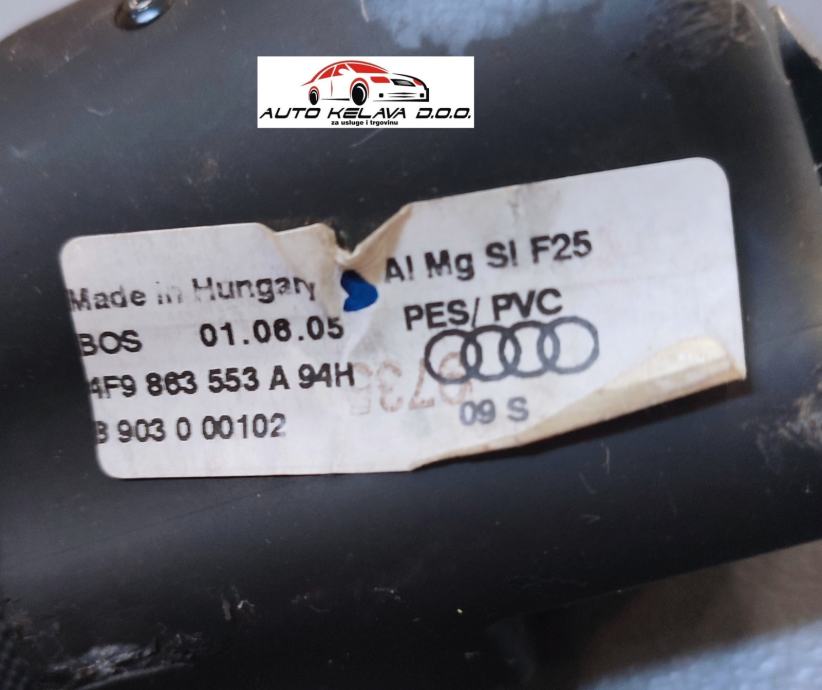 AUTO KELAVA D.O.O.
za usluge i trgovinu
Made in Hungary
Al Mg SI F25
BOS 01.06.05
PES/ PVC
4F9 863 553 A 94H
903 0 00102
09 S